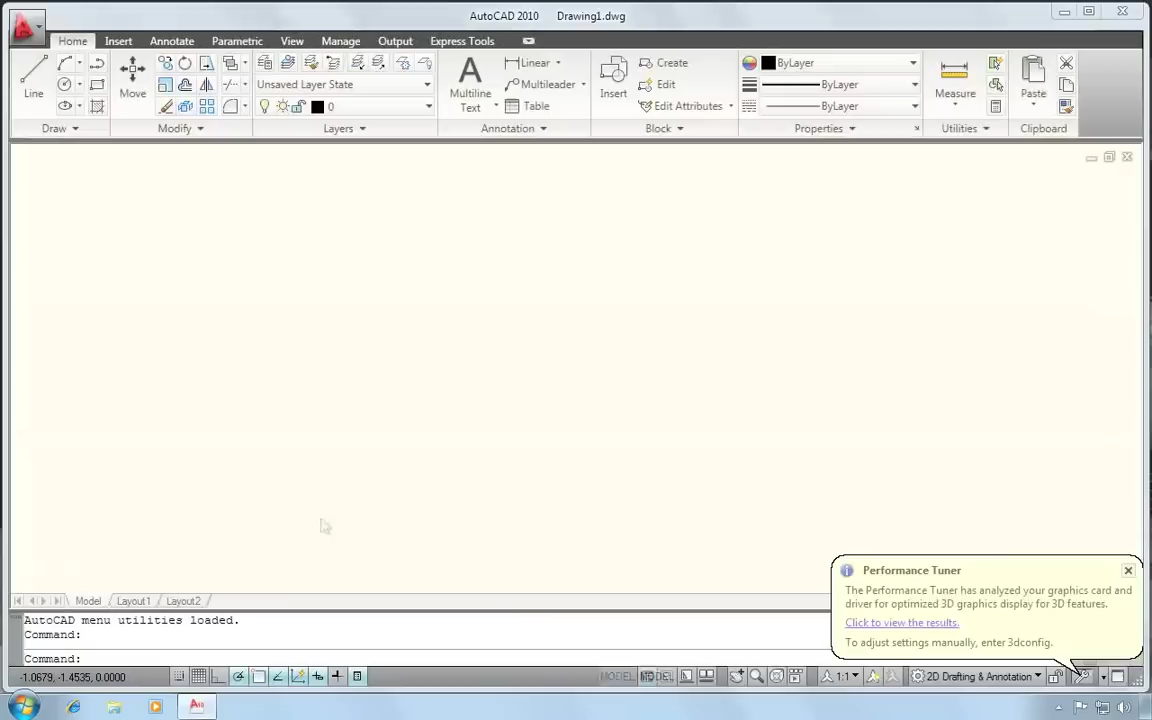 AutoCAD 2010 Drawing1.dwg
Home Insert Annotate Parametric View Manage Output Express Tools
Line
Move
Unsaved Layer State
0
Multiline
Text
Linear
Multileader
Table
Insert
Create
Edit
Edit Attributes
ByLayer
ByLayer
ByLayer
Measure
Paste
Draw Modify Layers Annotation Block Properties Utilities Clipboard
Performance Tuner
The Performance Tuner has analyzed your graphics card and
driver for optimized 3D graphics display for 3D features.
Click to view the results.
To adjust settings manually, enter 3dconfig.
Model Layout1 Layout2
AutoCAD menu utilities loaded.
Command:
Command:
-1.0679, -1.4535, 0.0000
MODEL
1:1
2D Drafting & Annotation